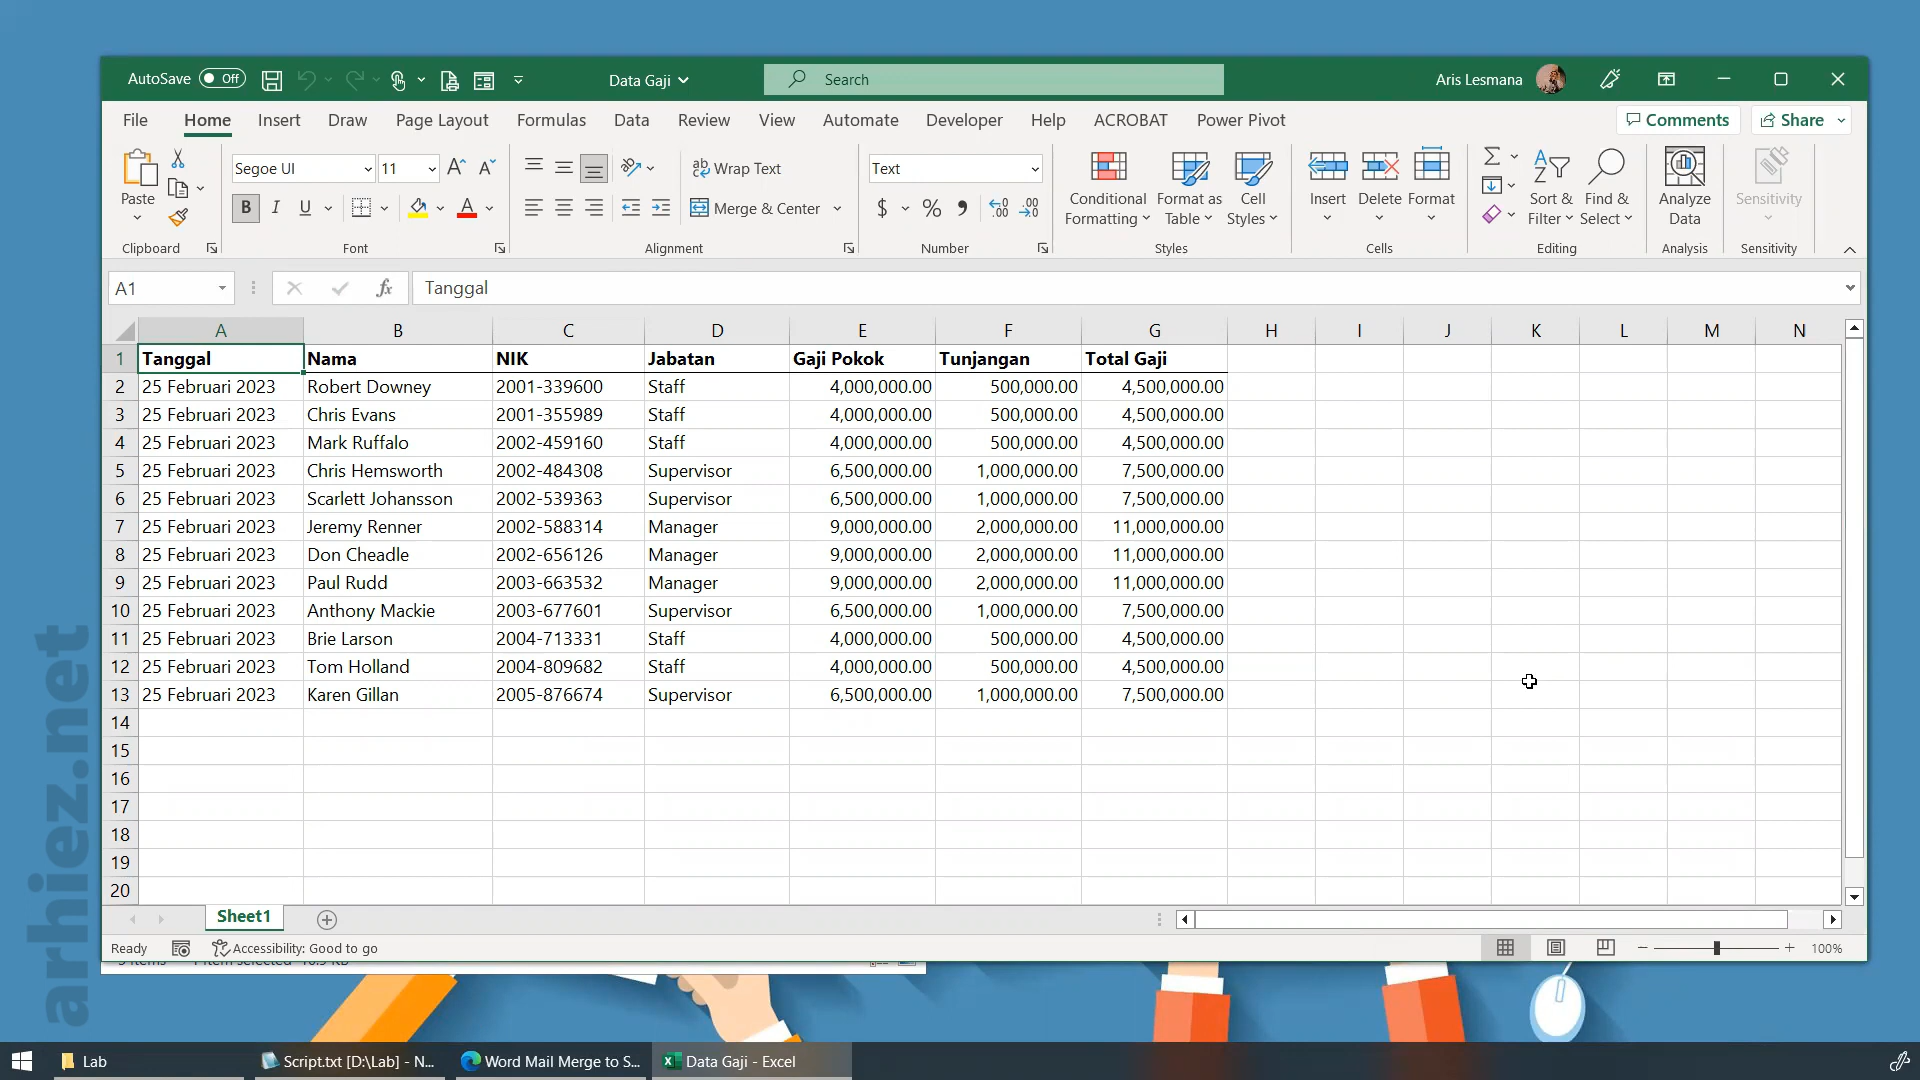 AutoSave Off Data Gaji Search Aris Lesmana
File Home Insert Draw Page Layout Formulas Data Review View Automate Developer Help ACROBAT Power Pivot Comments Share
Paste
Clipboard
Segoe UI 11
B I U
Font
Wrap Text
Merge & Center
Alignment
Text
$ % 9
Number
Conditional Formatting
Format as Table
Cell Styles
Styles
Insert Delete Format
Cells
Sort & Filter
Find & Select
Editing
Analyze Data
Analysis
Sensitivity
Sensitivity
A1 fx Tanggal
A B C D E F G H I J K L M N
1 Tanggal Nama NIK Jabatan Gaji Pokok Tunjangan Total Gaji
2 25 Februari 2023 Robert Downey 2001-339600 Staff 4,000,000.00 500,000.00 4,500,000.00
3 25 Februari 2023 Chris Evans 2001-355989 Staff 4,000,000.00 500,000.00 4,500,000.00
4 25 Februari 2023 Mark Ruffalo 2002-459160 Staff 4,000,000.00 500,000.00 4,500,000.00
5 25 Februari 2023 Chris Hemsworth 2002-484308 Supervisor 6,500,000.00 1,000,000.00 7,500,000.00
6 25 Februari 2023 Scarlett Johansson 2002-539363 Supervisor 6,500,000.00 1,000,000.00 7,500,000.00
7 25 Februari 2023 Jeremy Renner 2002-588314 Manager 9,000,000.00 2,000,000.00 11,000,000.00
8 25 Februari 2023 Don Cheadle 2002-656126 Manager 9,000,000.00 2,000,000.00 11,000,000.00
9 25 Februari 2023 Paul Rudd 2003-663532 Manager 9,000,000.00 2,000,000.00 11,000,000.00
10 25 Februari 2023 Anthony Mackie 2003-677601 Supervisor 6,500,000.00 1,000,000.00 7,500,000.00
11 25 Februari 2023 Brie Larson 2004-713331 Staff 4,000,000.00 500,000.00 4,500,000.00
12 25 Februari 2023 Tom Holland 2004-809682 Staff 4,000,000.00 500,000.00 4,500,000.00
13 25 Februari 2023 Karen Gillan 2005-876674 Supervisor 6,500,000.00 1,000,000.00 7,500,000.00
14
15
16
17
18
19
20
Sheet1
Ready Accessibility: Good to go 100%
arhiez.net
Lab Script.txt [D:\Lab] - N... Word Mail Merge to S... Data Gaji - Excel